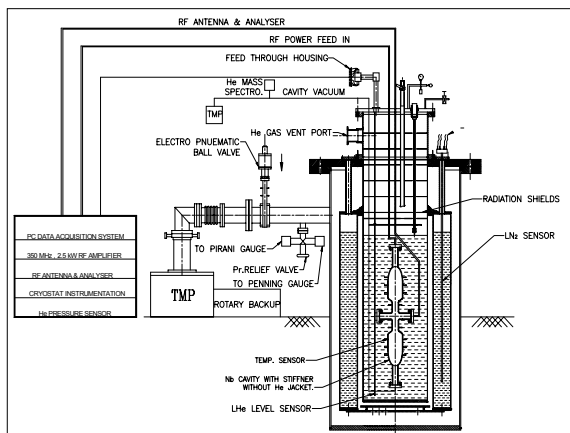 RF ANTENNA & ANALYSER
RF POWER FEED IN
FEED THROUGH HOUSING
He MASS
SPECTRO.
CAVITY VACUUM
TMP
He GAS VENT PORT
ELECTRO PNUEMATIC
BALL VALVE
RADIATION SHIELDS
LN2 SENSOR
PC DATA ACQUISITION SYSTEM
350 MHz , 2.5 kW RF AMPLIFIER
RF ANTENNA & ANALYSER
CRYOSTAT INSTRUMENTATION
He PRESSURE SENSOR
TO PIRANI GAUGE
Pr.RELIEF VALVE
TO PENNING GAUGE
TMP
ROTARY BACKUP
TEMP. SENSOR
Nb CAVITY WITH STIFFNER
WITHOUT He JACKET.
LHe LEVEL SENSOR